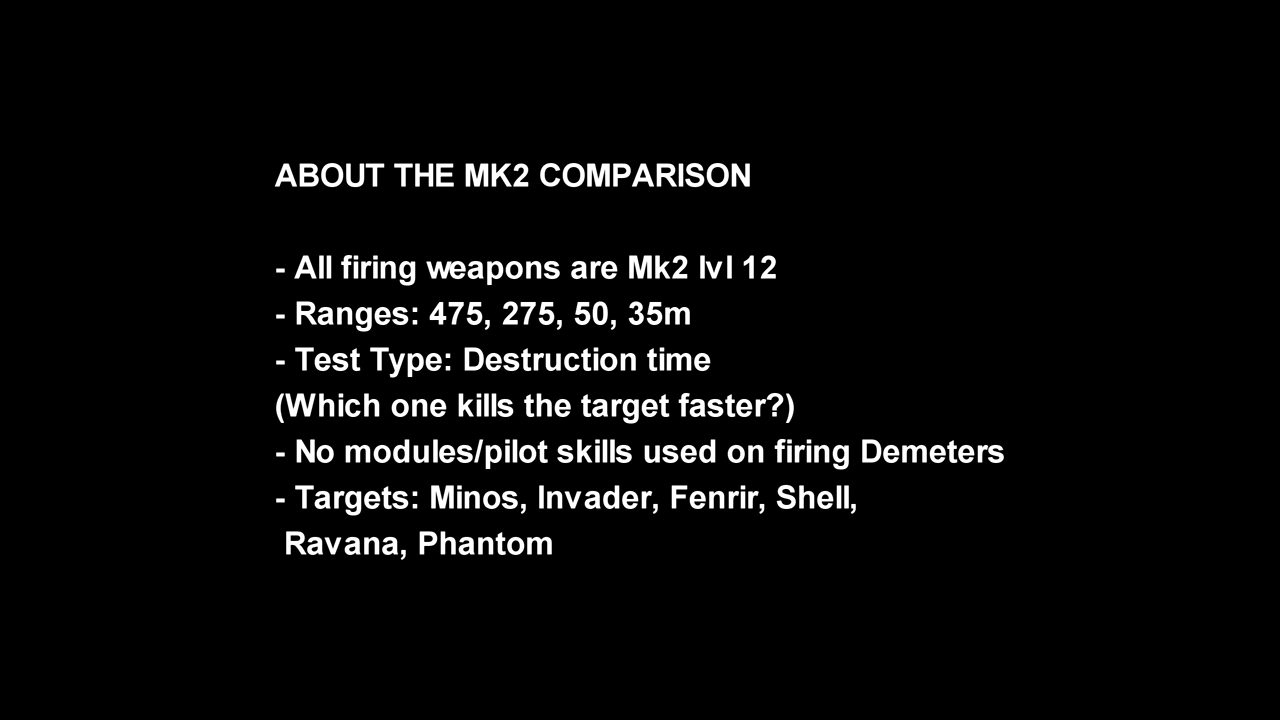 ABOUT THE MK2 COMPARISON
- All firing weapons are Mk2 lvl 12
- Ranges: 475, 275, 50, 35m
- Test Type: Destruction time
(Which one kills the target faster?)
- No modules/pilot skills used on firing Demeters
- Targets: Minos, Invader, Fenrir, Shell,
Ravana, Phantom